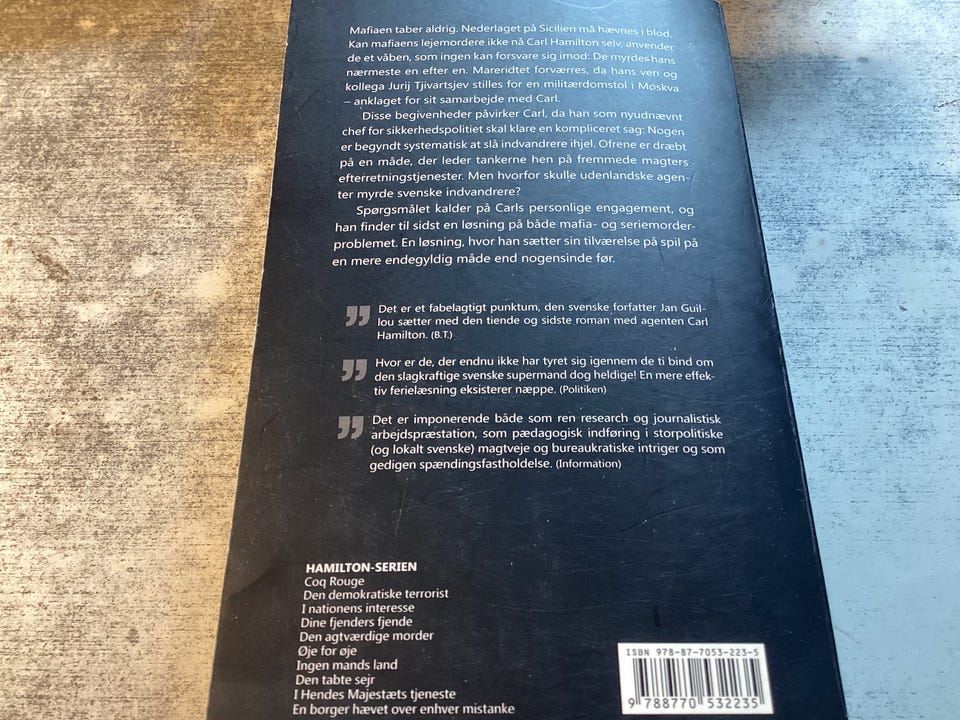 Mafiaen taber aldrig. Nederlaget på Sicilien må hævnes i blod.
Kan mafiaens lejemordere ikke nå Carl Hamilton selv, anvender
de et våben, som ingen kan forsvare sig imod: De myrdes hans
nærmeste en efter en. Mareridtet forværres, da hans ven og
kollega Jurij Tjivartsjev stilles for en militærdomstol i Moskva
– anklaget for sit samarbejde med Carl.
Disse begivenheder påvirker Carl, da han som nyudnævnt
chef for sikkerhedspolitiet skal klare en kompliceret sag: Nogen
er begyndt systematisk at slå indvandrere ihjel. Ofrene er dræbt
på en måde, der leder tankerne hen på fremmede magters
efterretningstjenester. Men hvorfor skulle udenlandske agen-
ter myrde svenske indvandrere?
Spørgsmålet kalder på Carls personlige engagement, og
han finder til sidst en løsning på både mafia- og seriemorder-
problemet. En løsning, hvor han sætter sin tilværelse på spil på
en mere endegyldig måde end nogensinde før.
” Det er et fabelagtigt punktum, den svenske forfatter Jan Guil-
lou sætter med den tiende og sidste roman med agenten Carl
Hamilton. (B.T.)
” Hvor er de, der endnu ikke har tyret sig igennem de ti bind om
den slagkraftige svenske supermand dog heldige! En mere effek-
tiv ferielæsning eksisterer næppe. (Politiken)
” Det er imponerende både som ren research og journalistisk
arbejdspræstation, som pædagogisk indføring i storpolitiske
(og lokalt svenske) magtveje og bureaukratiske intriger og som
gedigen spændingsfastholdelse. (Information)
HAMILTON-SERIEN
Coq Rouge
Den demokratiske terrorist
I nationens interesse
Dine fjenders fjende
Den agtværdige morder
Øje for øje
Ingen mands land
Den tabte sejr
I Hendes Majestæts tjeneste
En borger hævet over enhver mistanke
ISBN 978-87-7053-223-5
9 788770 532235